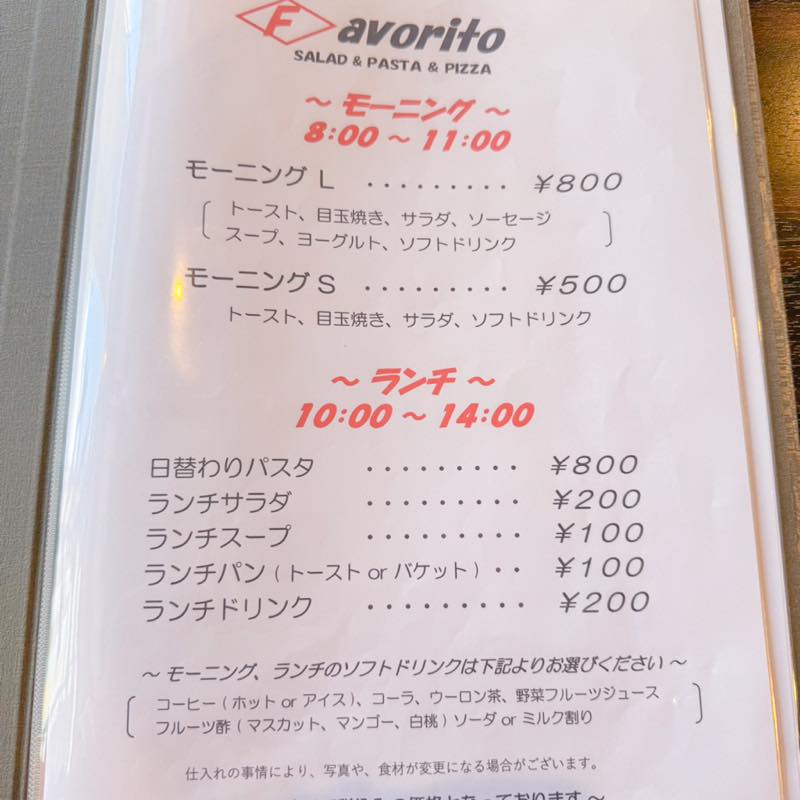 Favorito
SALAD & PASTA & PIZZA
～ モーニング ～
8:00 ～ 11:00
モーニング L ・・・・・・・・・ ￥800
トースト、目玉焼き、サラダ、ソーセージ
スープ、ヨーグルト、ソフトドリンク
モーニング S ・・・・・・・・・ ￥500
トースト、目玉焼き、サラダ、ソフトドリンク
～ ランチ ～
10:00 ～ 14:00
日替わりパスタ ・・・・・・・・・ ￥800
ランチサラダ ・・・・・・・・・ ￥200
ランチスープ ・・・・・・・・・ ￥100
ランチパン ( トースト or バケット ) ・・ ￥100
ランチドリンク ・・・・・・・・・ ￥200
～ モーニング、ランチのソフトドリンクは下記よりお選びください ～
コーヒー ( ホット or アイス )、コーラ、ウーロン茶、野菜フルーツジュース
フルーツ酢 ( マスカット、マンゴー、白桃 ) ソーダ or ミルク割り
仕入れの事情により、写真や、食材が変更になる場合がございます。
の価格となっております ～